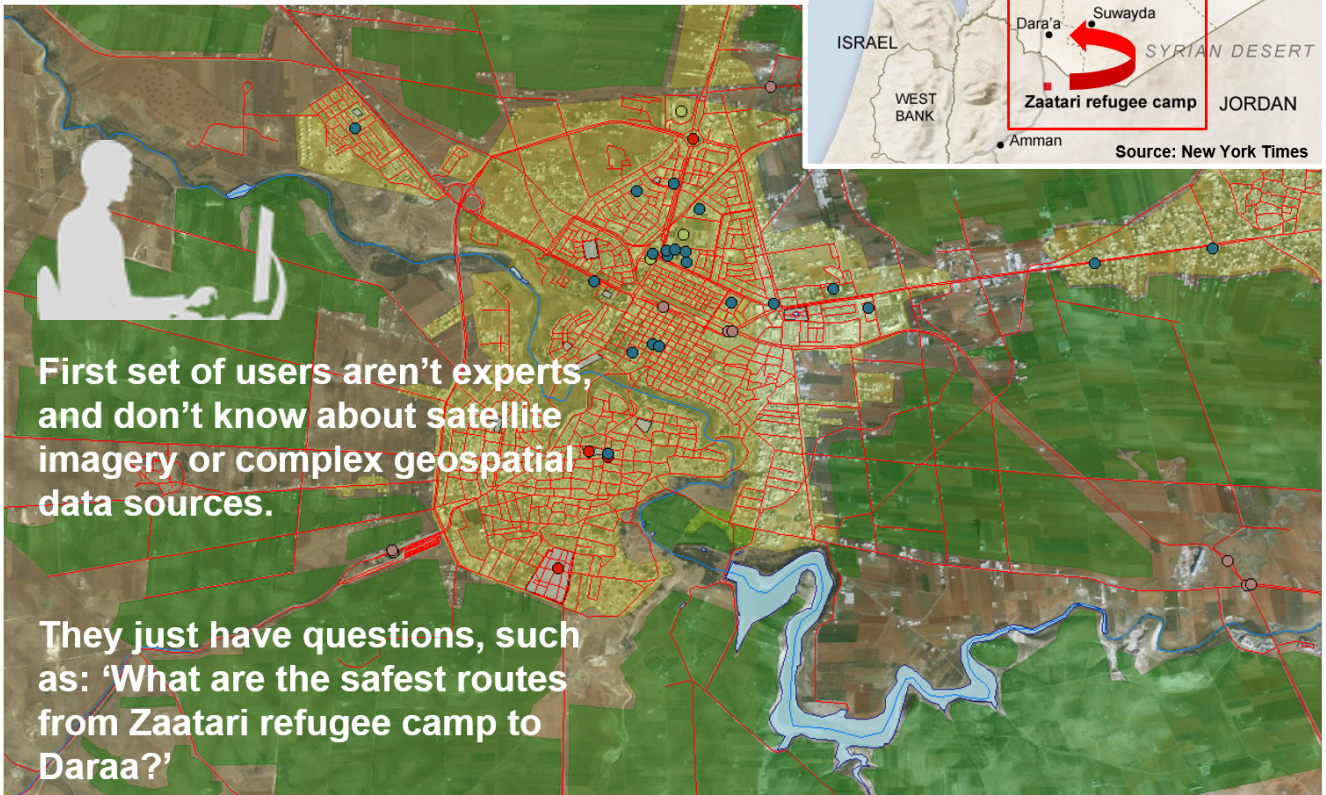 Dara'a
Suwayda
ISRAEL
SYRIAN DESERT
WEST
BANK
Zaatari refugee camp
JORDAN
Amman
Source: New York Times
First set of users aren’t experts,
and don’t know about satellite
imagery or complex geospatial
data sources.
They just have questions, such
as: ‘What are the safest routes
from Zaatari refugee camp to
Daraa?’